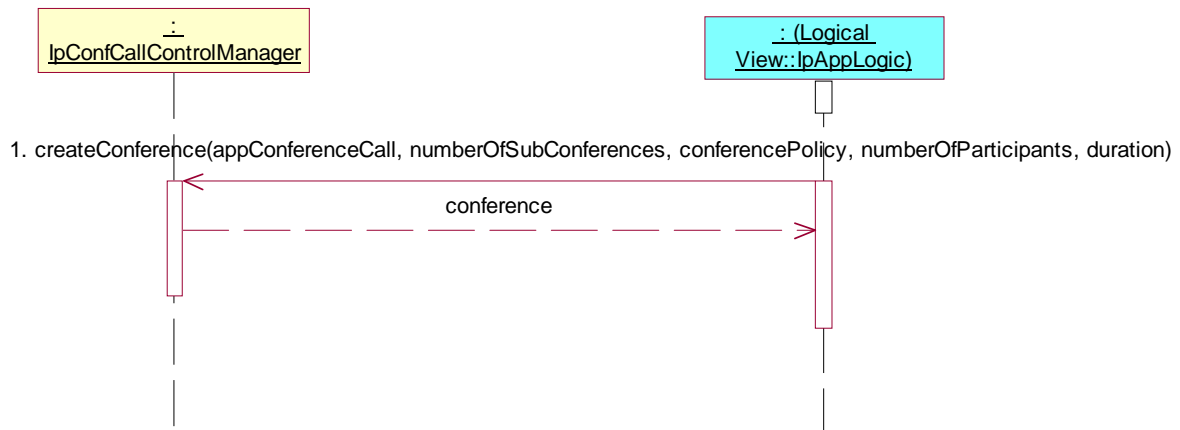 :
IpConfCallControlManager
: (Logical
View::IpAppLogic)
1. createConference(appConferenceCall, numberOfSubConferences, conferencePolicy, numberOfParticipants, duration)
conference